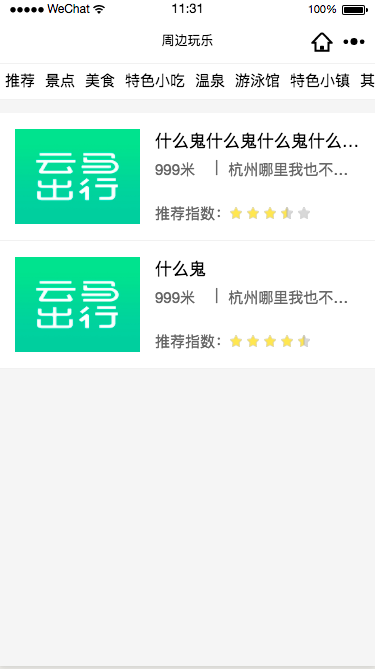 WeChat 11:31 100%
周边玩乐
推荐 景点 美食 特色小吃 温泉 游泳馆 特色小镇 其
云马出行
什么鬼什么鬼什么鬼什么...
999米 | 杭州哪里我也不...
推荐指数：
云马出行
什么鬼
999米 | 杭州哪里我也不...
推荐指数：